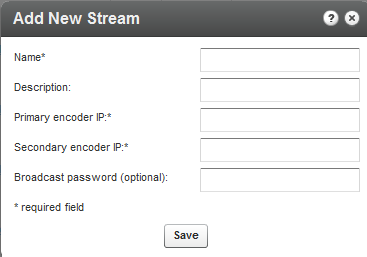 Add New Stream ? x
Name*
Description:
Primary encoder IP:*
Secondary encoder IP:*
Broadcast password (optional):
* required field
Save